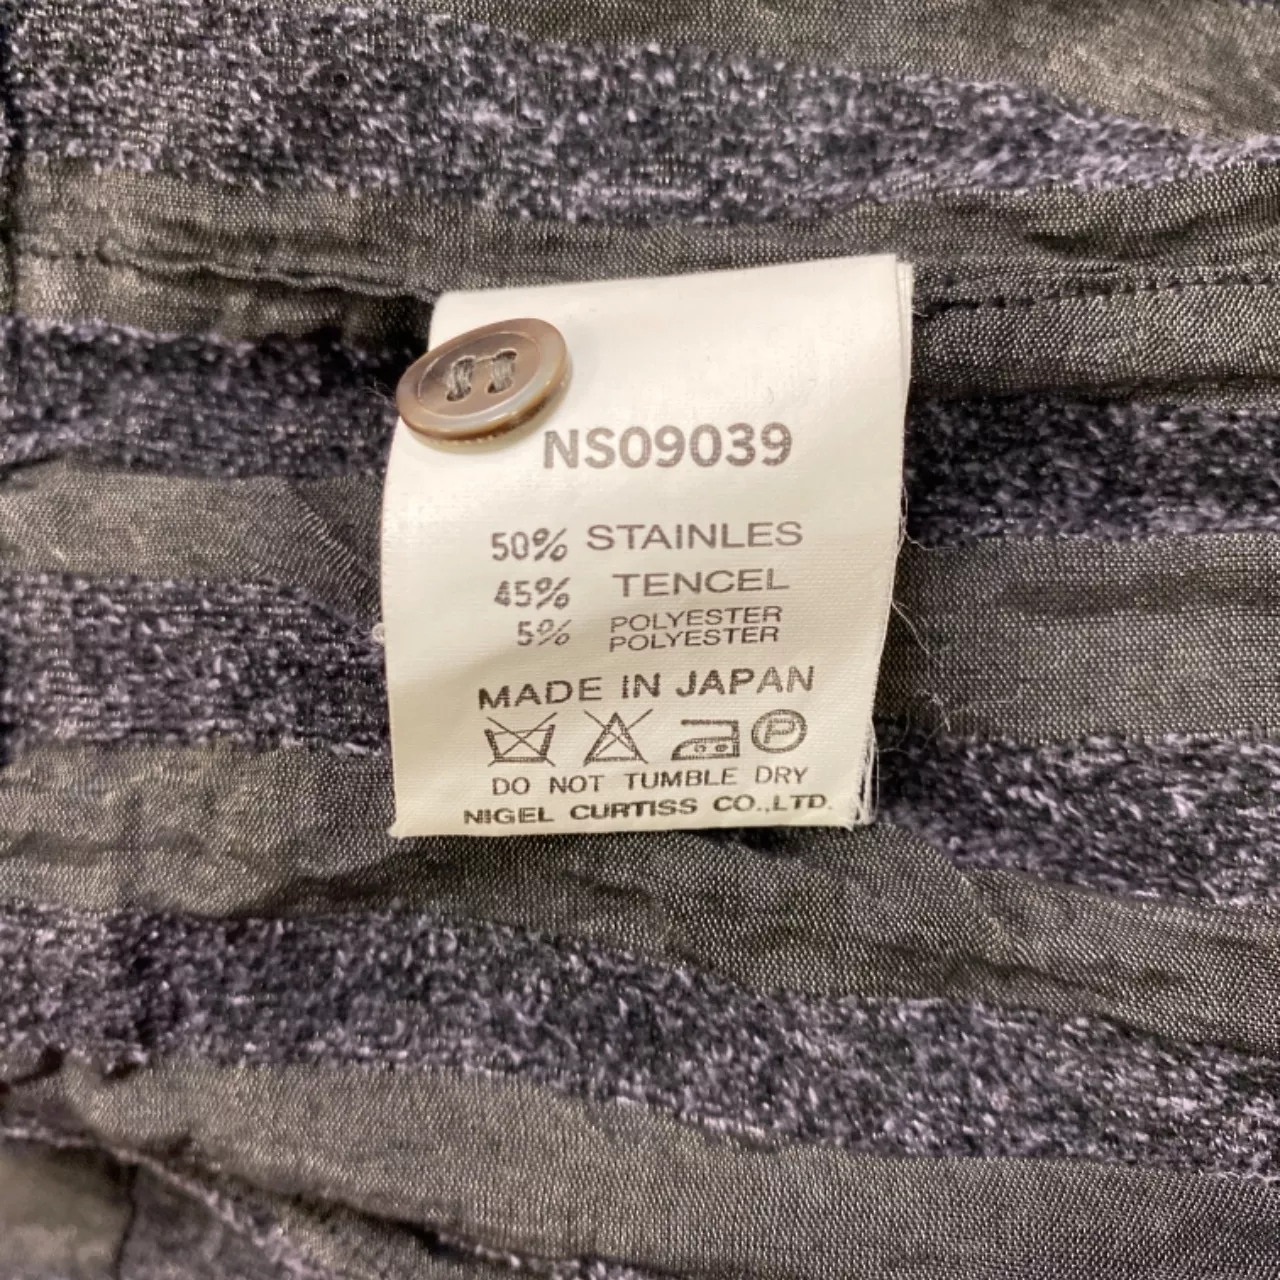 NS09039
50% STAINLES
45% TENCEL
5% POLYESTER
POLYESTER
MADE IN JAPAN
P
DO NOT TUMBLE DRY
NIGEL CURTISS CO.,LTD.